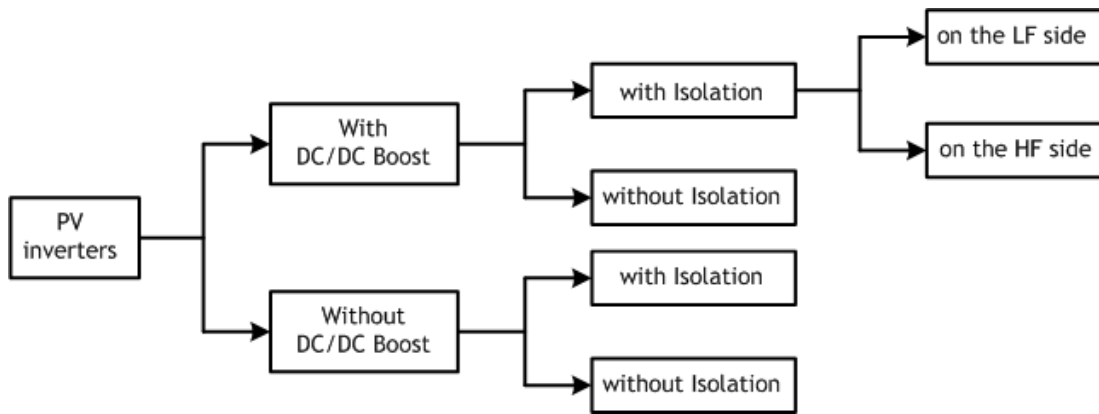 PV
inverters
With
DC/DC Boost
with Isolation
on the LF side
on the HF side
without Isolation
Without
DC/DC Boost
with Isolation
without Isolation